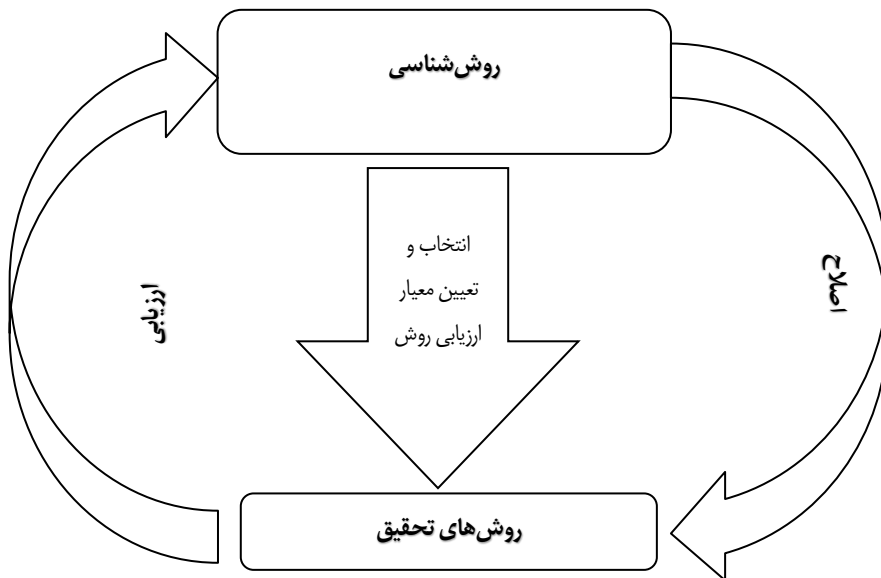 روش‌شناسی
انتخاب و
تعیین معیار
ارزیابی روش
اصلاح
ارزیابی
روش‌های تحقیق